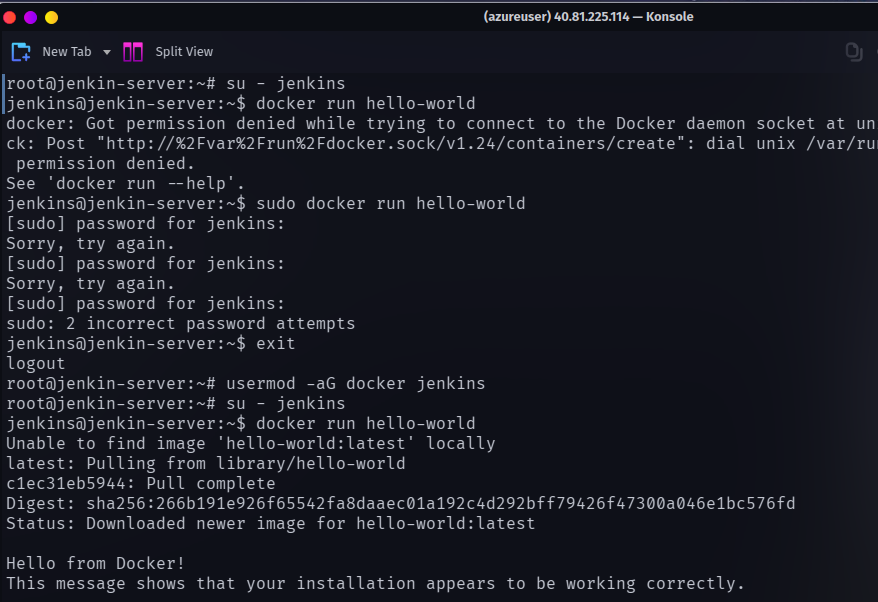 (azureuser) 40.81.225.114 — Konsole
New Tab Split View
root@jenkin-server:~# su - jenkins
jenkins@jenkin-server:~$ docker run hello-world
docker: Got permission denied while trying to connect to the Docker daemon socket at
ck: Post "http://%2Fvar%2Frun%2Fdocker.sock/v1.24/containers/create": dial unix
permission denied.
See 'docker run --help'.
jenkins@jenkin-server:~$ sudo docker run hello-world
[sudo] password for jenkins:
Sorry, try again.
[sudo] password for jenkins:
Sorry, try again.
[sudo] password for jenkins:
sudo: 2 incorrect password attempts
jenkins@jenkin-server:~$ exit
logout
root@jenkin-server:~# usermod -aG docker jenkins
root@jenkin-server:~# su - jenkins
jenkins@jenkin-server:~$ docker run hello-world
Unable to find image 'hello-world:latest' locally
latest: Pulling from library/hello-world
c1ec31eb5944: Pull complete
Digest: sha256:266b191e926f65542fa8daaec01a192c4d292bff79426f47300a046e1bc576fd
Status: Downloaded newer image for hello-world:latest
Hello from Docker!
This message shows that your installation appears to be working correctly.